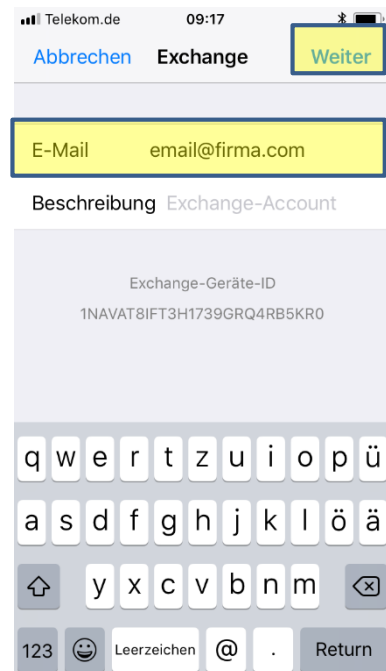 Telekom.de 09:17
Abbrechen Exchange Weiter
E-Mail email@firma.com
Beschreibung Exchange-Account
Exchange-Geräte-ID
1NAVAT8IFT3H1739GRQ4RB5KR0
q w e r t z u i o p ü
a s d f g h j k l ö ä
y x c v b n m
123 Leerzeichen @ . Return